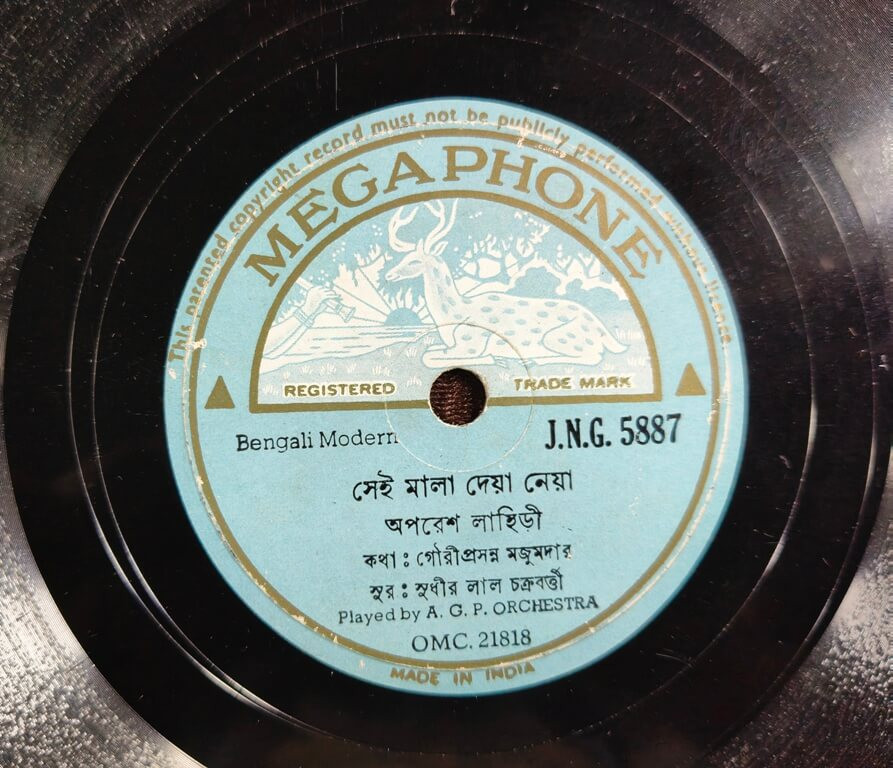 This patented copyright record must not be publicly performed without licence.
MEGAPHONE
REGISTERED TRADE MARK
Bengali Modern J.N.G. 5887
সেই মালা দেয়া নেয়া
অপরেশ লাহিড়ী
কথা : গৌরীপ্রসন্ন মজুমদার
সুর : সুধীর লাল চক্রবর্ত্তী
Played by A. G. P. ORCHESTRA
OMC. 21818
MADE IN INDIA